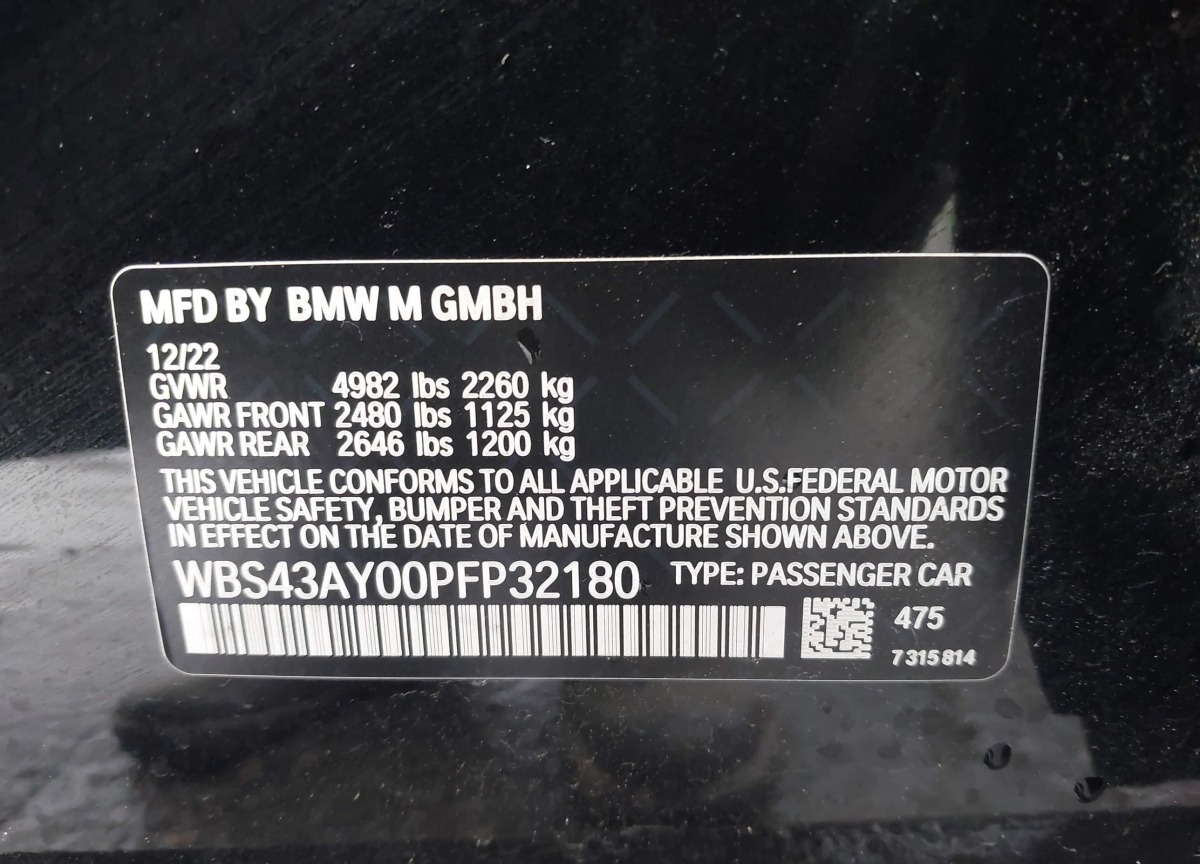 MFD BY BMW M GMBH
12/22
GVWR 4982 lbs 2260 kg
GAWR FRONT 2480 lbs 1125 kg
GAWR REAR 2646 lbs 1200 kg
THIS VEHICLE CONFORMS TO ALL APPLICABLE U.S.FEDERAL MOTOR
VEHICLE SAFETY, BUMPER AND THEFT PREVENTION STANDARDS
IN EFFECT ON THE DATE OF MANUFACTURE SHOWN ABOVE.
WBS43AY00PFP32180 TYPE: PASSENGER CAR
475
7 315 814